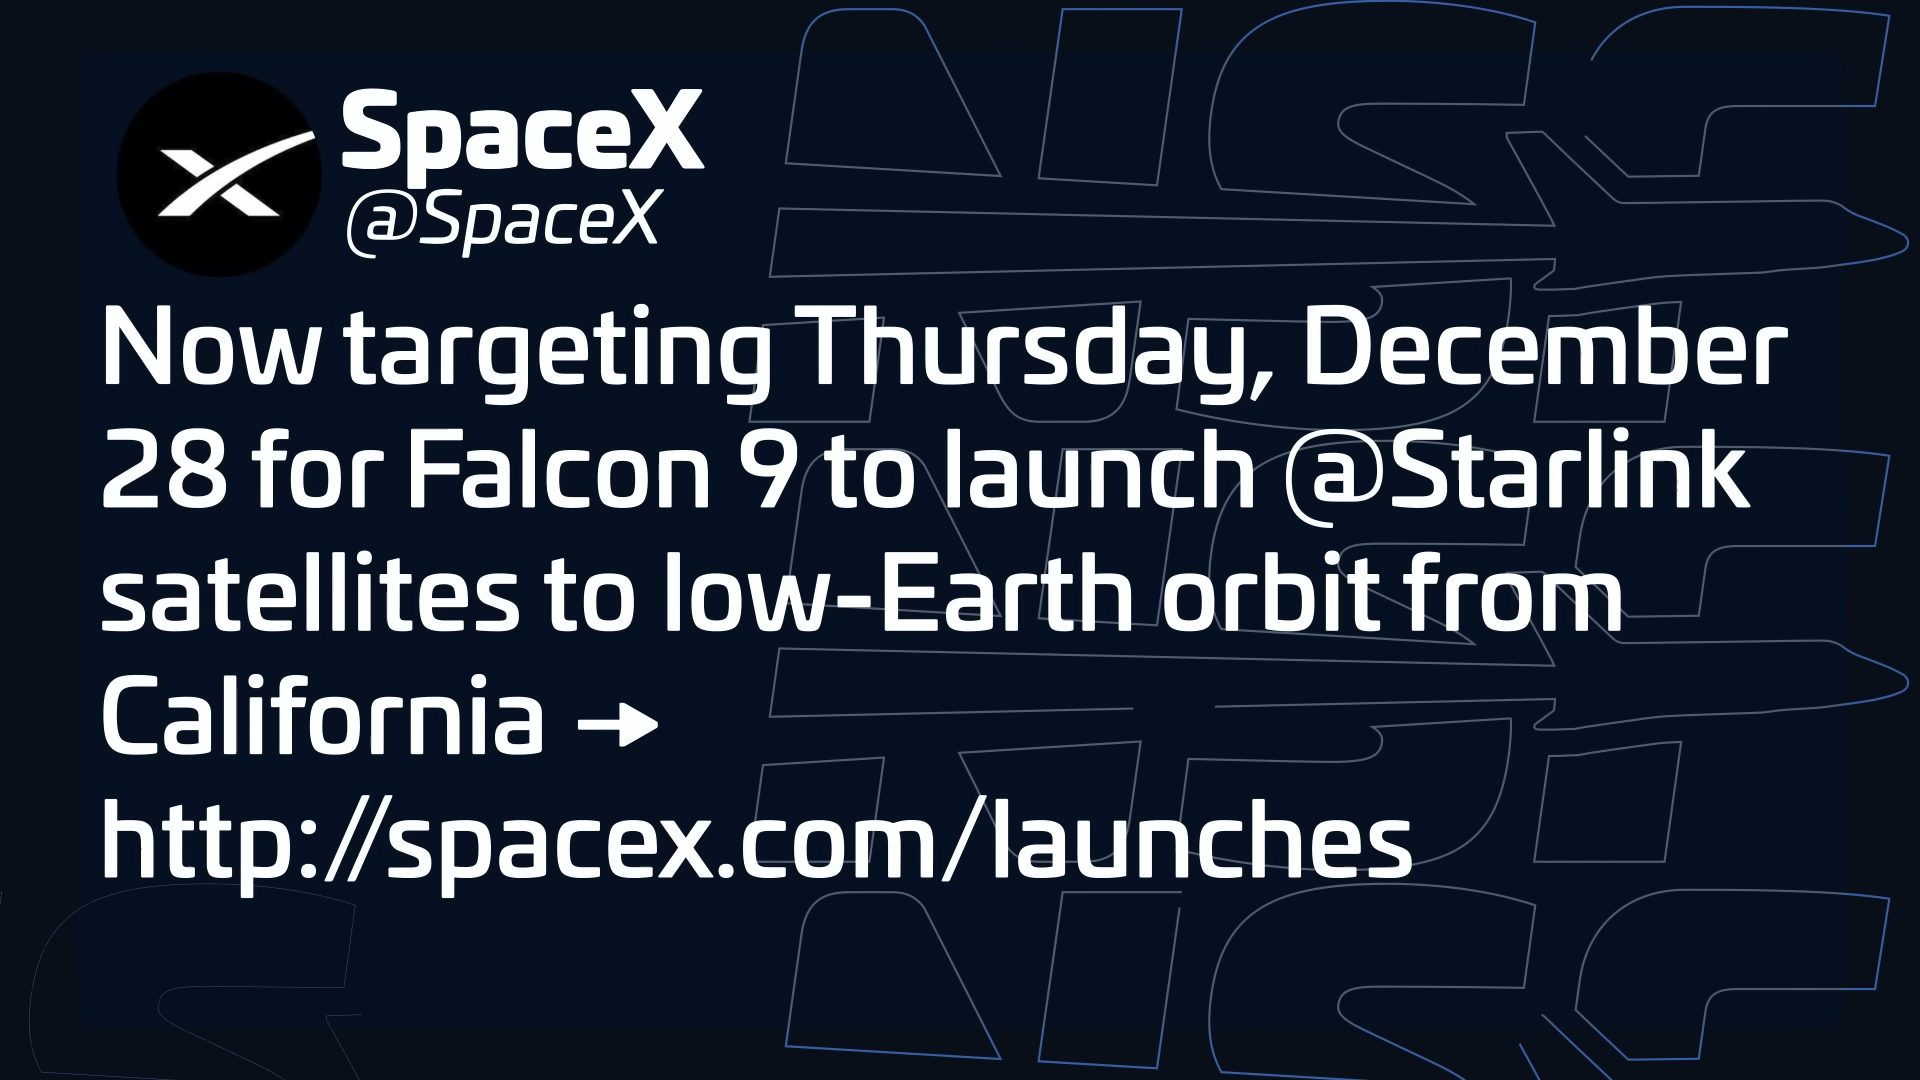 SpaceX
@SpaceX
Now targeting Thursday, December
28 for Falcon 9 to launch @Starlink
satellites to low-Earth orbit from
California →
http://spacex.com/launches